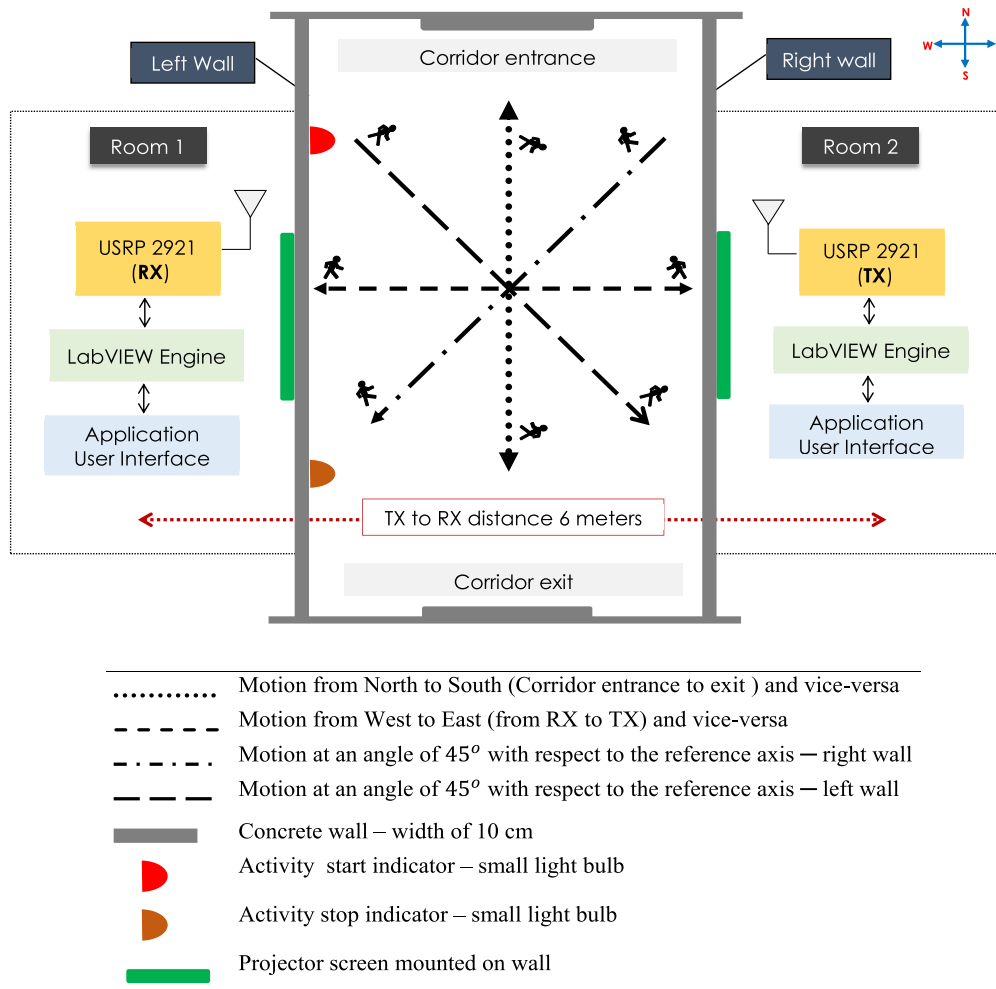 Corridor entrance
N
W
S
Left Wall
Right wall
Room 1
Room 2
USRP 2921
(RX)
USRP 2921
(TX)
LabVIEW Engine
LabVIEW Engine
Application
User Interface
Application
User Interface
TX to RX distance 6 meters
Corridor exit
Motion from North to South (Corridor entrance to exit ) and vice-versa
Motion from West to East (from RX to TX) and vice-versa
Motion at an angle of 45° with respect to the reference axis – right wall
Motion at an angle of 45° with respect to the reference axis – left wall
Concrete wall – width of 10 cm
Activity start indicator – small light bulb
Activity stop indicator – small light bulb
Projector screen mounted on wall